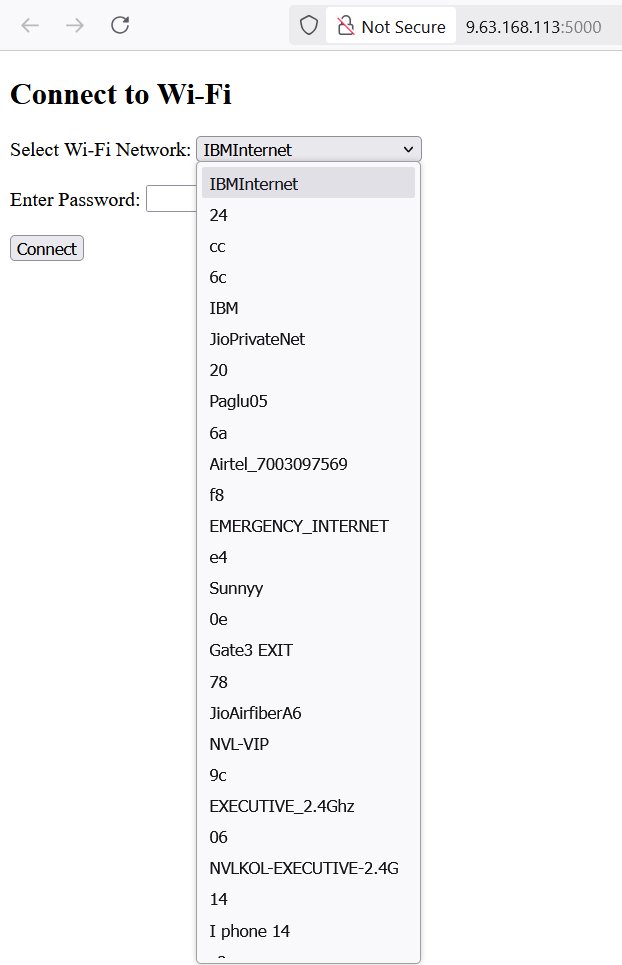 Not Secure 9.63.168.113:5000
Connect to Wi-Fi
Select Wi-Fi Network: IBMInternet
Enter Password:
Connect
IBMInternet
24
cc
6c
IBM
JioPrivateNet
20
Paglu05
6a
Airtel_7003097569
f8
EMERGENCY_INTERNET
e4
Sunnyy
0e
Gate3 EXIT
78
JioAirfiberA6
NVL-VIP
9c
EXECUTIVE_2.4Ghz
06
NVLKOL-EXECUTIVE-2.4G
14
I phone 14